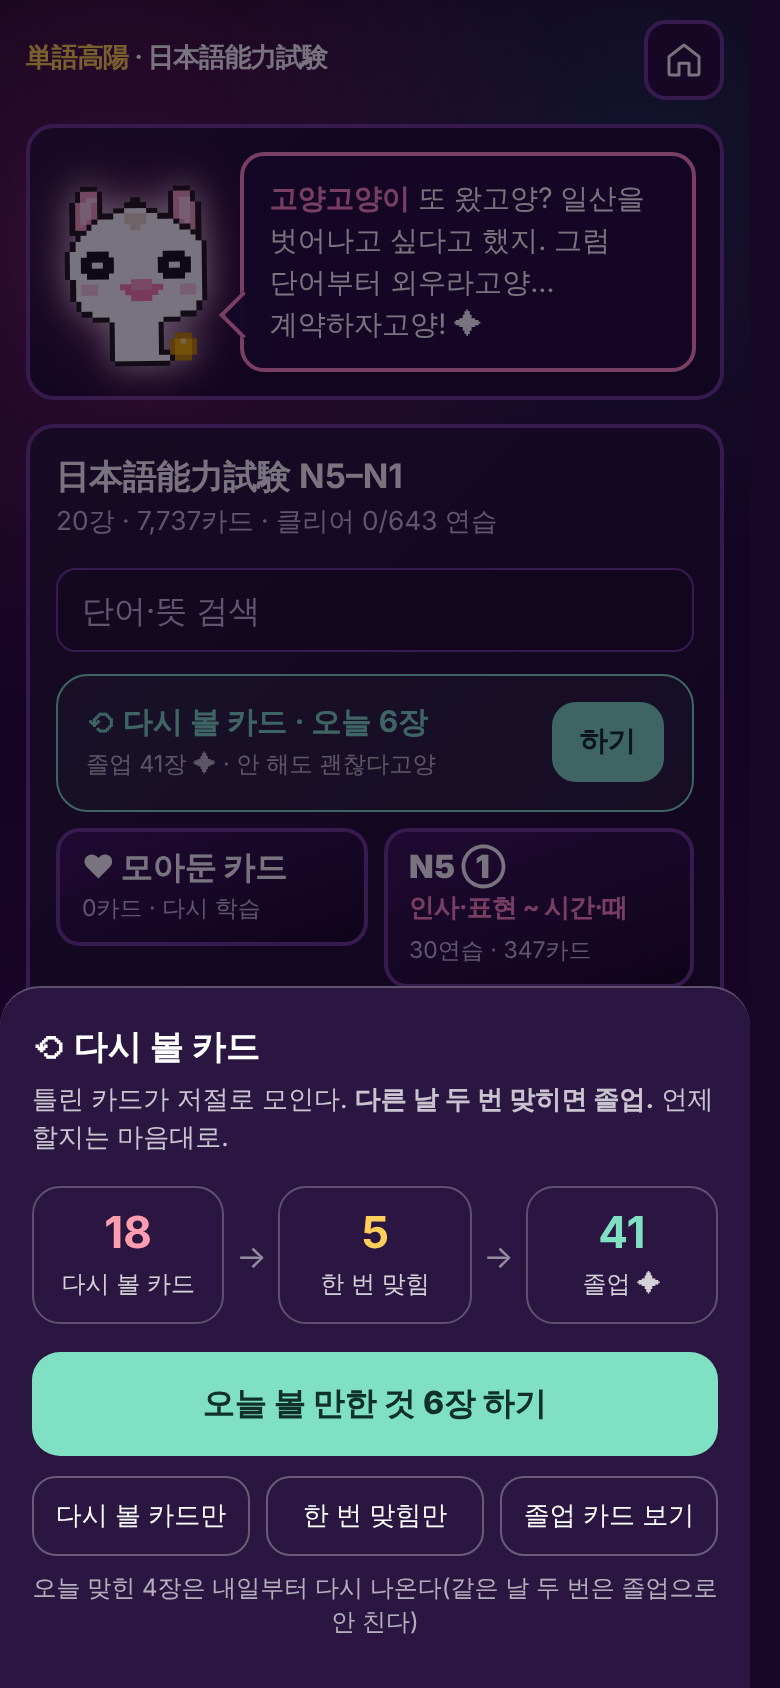 単語高陽 · 日本語能力試験
고양고양이 또 왔고양? 일산을
벗어나고 싶다고 했지. 그럼
단어부터 외우라고양...
계약하자고양! ✦
日本語能力試験 N5–N1
20강 · 7,737카드 · 클리어 0/643 연습
단어·뜻 검색
⟲ 다시 볼 카드 · 오늘 6장
졸업 41장 ✦ · 안 해도 괜찮다고양
하기
♥ 모아둔 카드
0카드 · 다시 학습
N5 ①
인사·표현 ~ 시간·때
30연습 · 347카드
⟲ 다시 볼 카드
틀린 카드가 저절로 모인다. 다른 날 두 번 맞히면 졸업. 언제
할지는 마음대로.
18
다시 볼 카드
→
5
한 번 맞힘
→
41
졸업 ✦
오늘 볼 만한 것 6장 하기
다시 볼 카드만
한 번 맞힘만
졸업 카드 보기
오늘 맞힌 4장은 내일부터 다시 나온다(같은 날 두 번은 졸업으로
안 친다)